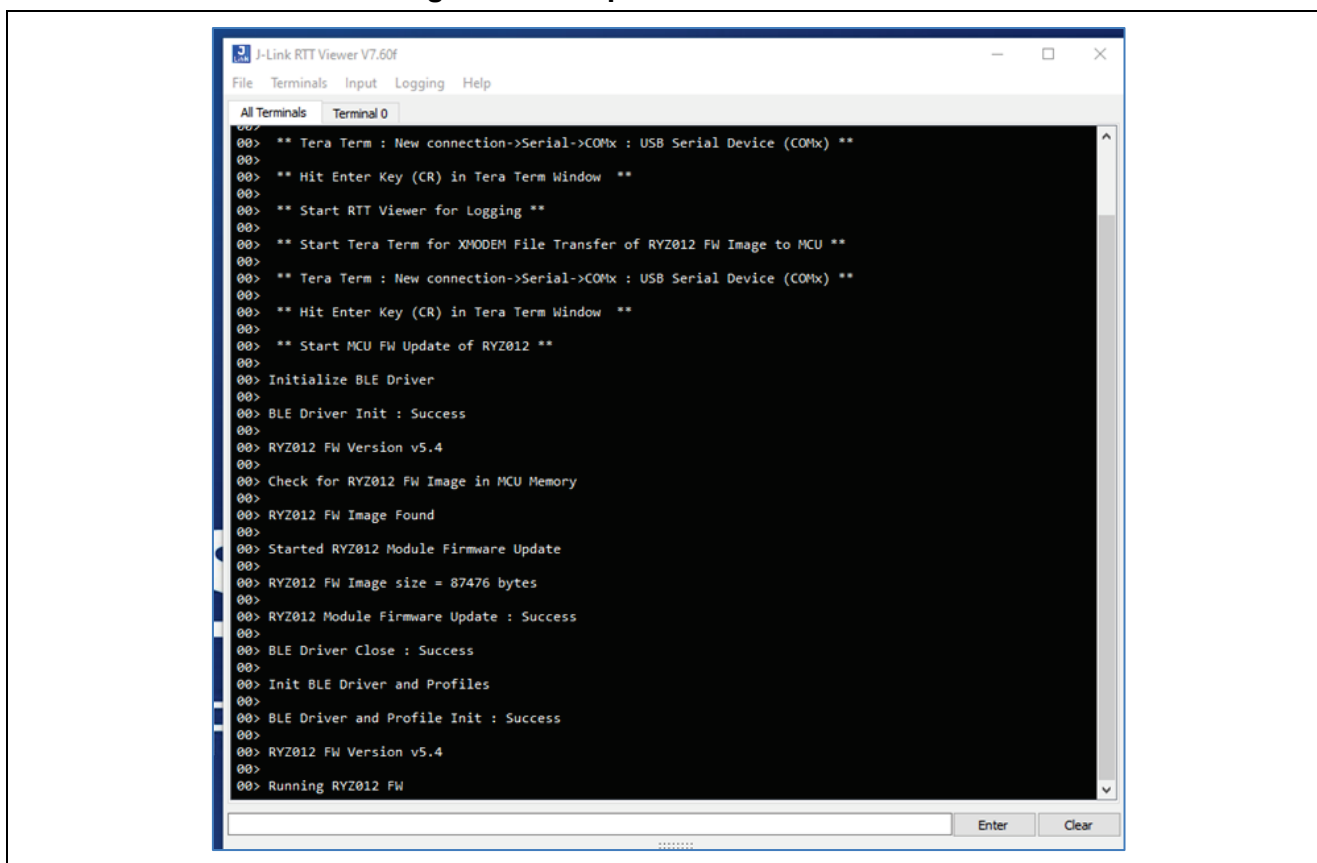 J-Link RTT Viewer V7.60f
File Terminals Input Logging Help
All Terminals Terminal 0
00>
00> ** Tera Term : New connection->Serial->COMx : USB Serial Device (COMx) **
00>
00> ** Hit Enter Key (CR) in Tera Term Window **
00>
00> ** Start RTT Viewer for Logging **
00>
00> ** Start Tera Term for XMODEM File Transfer of RYZ012 FW Image to MCU **
00>
00> ** Tera Term : New connection->Serial->COMx : USB Serial Device (COMx) **
00>
00> ** Hit Enter Key (CR) in Tera Term Window **
00>
00> ** Start MCU FW Update of RYZ012 **
00>
00> Initialize BLE Driver
00>
00> BLE Driver Init : Success
00>
00> RYZ012 FW Version v5.4
00>
00> Check for RYZ012 FW Image in MCU Memory
00>
00> RYZ012 FW Image Found
00>
00> Started RYZ012 Module Firmware Update
00>
00> RYZ012 FW Image size = 87476 bytes
00>
00> RYZ012 Module Firmware Update : Success
00>
00> BLE Driver Close : Success
00>
00> Init BLE Driver and Profiles
00>
00> BLE Driver and Profile Init : Success
00>
00> RYZ012 FW Version v5.4
00>
00> Running RYZ012 FW
Enter Clear